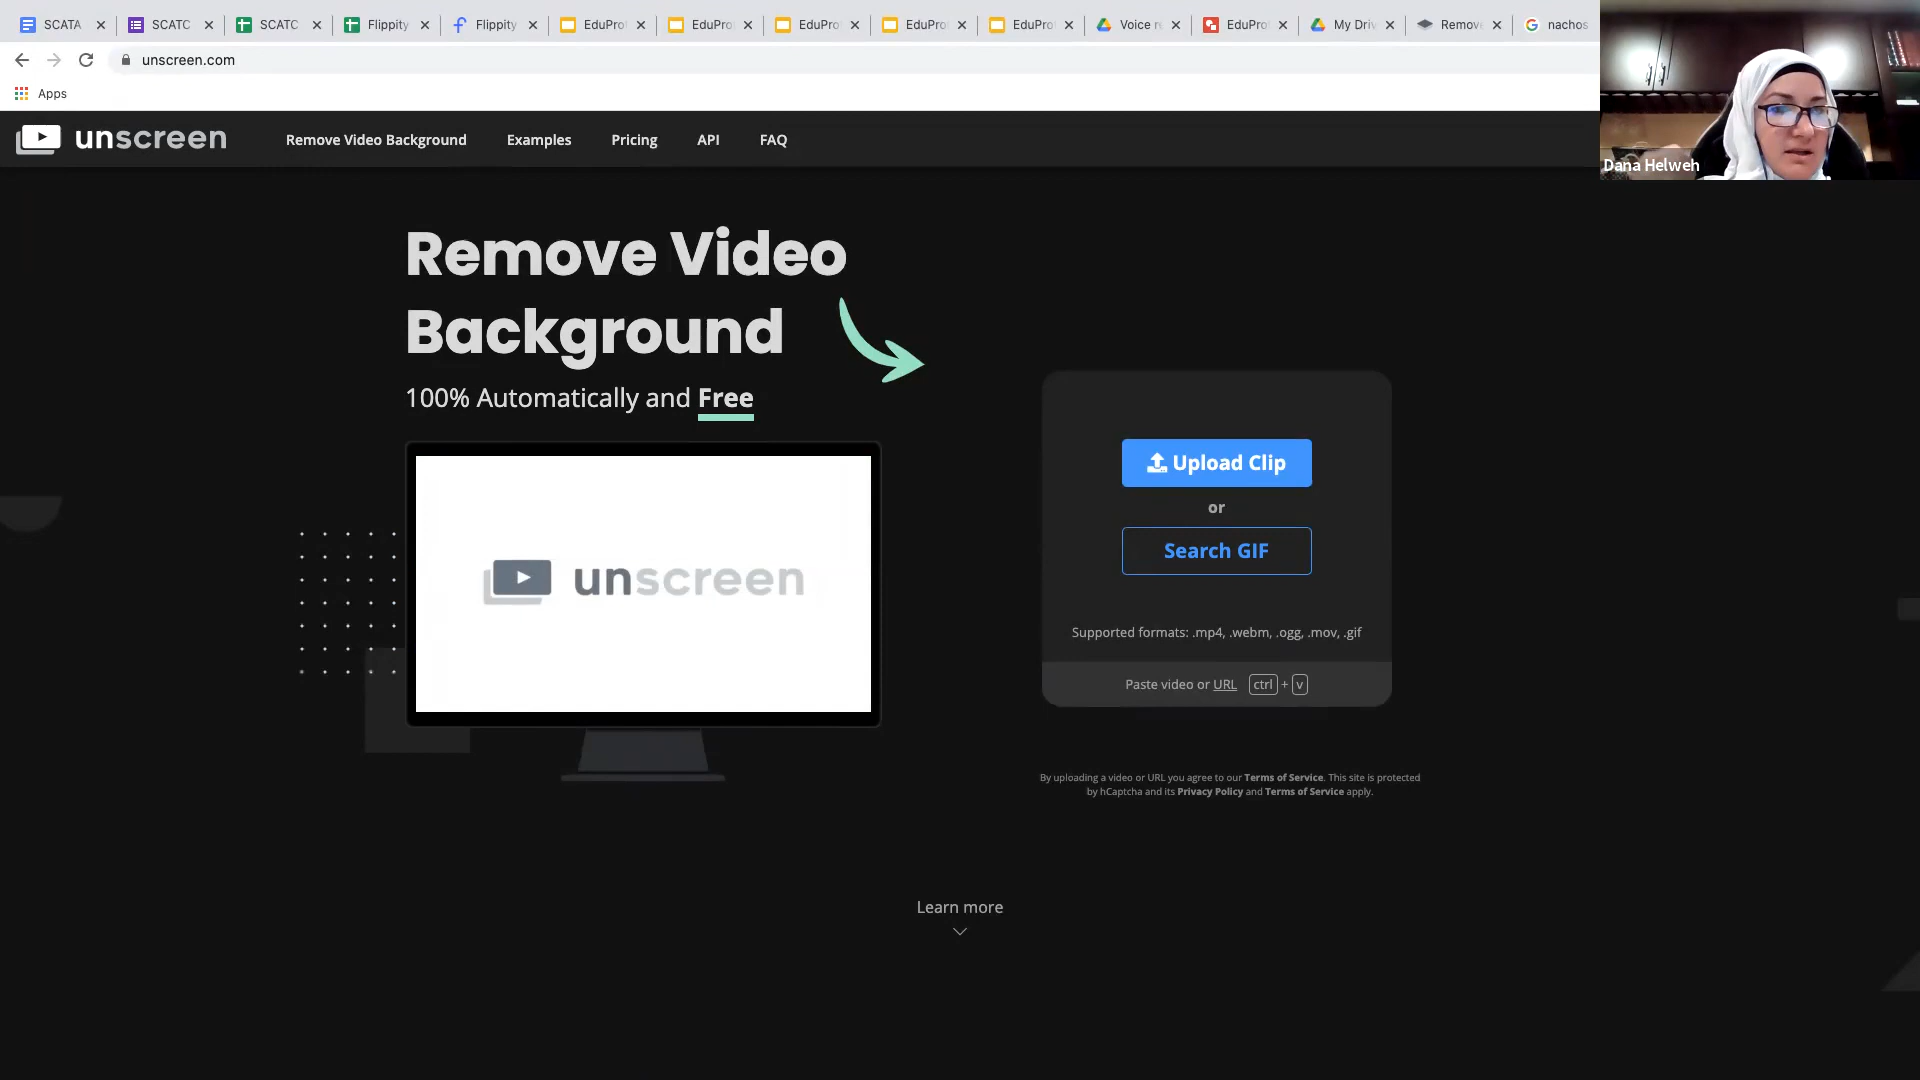 SCATA
SCATC
SCATC
Flippity
Flippity
EduPro
EduPro
EduPro
EduPro
EduPro
Voice r
EduPro
My Driv
Remove
nachos
unscreen.com
Apps
unscreen
Remove Video Background
Examples
Pricing
API
FAQ
Dana Helweh
Remove Video
Background
100% Automatically and Free
unscreen
Upload Clip
or
Search GIF
Supported formats: .mp4, .webm, .ogg, .mov, .gif
Paste video or URL ctrl + v
By uploading a video or URL you agree to our Terms of Service. This site is protected
by hCaptcha and its Privacy Policy and Terms of Service apply.
Learn more